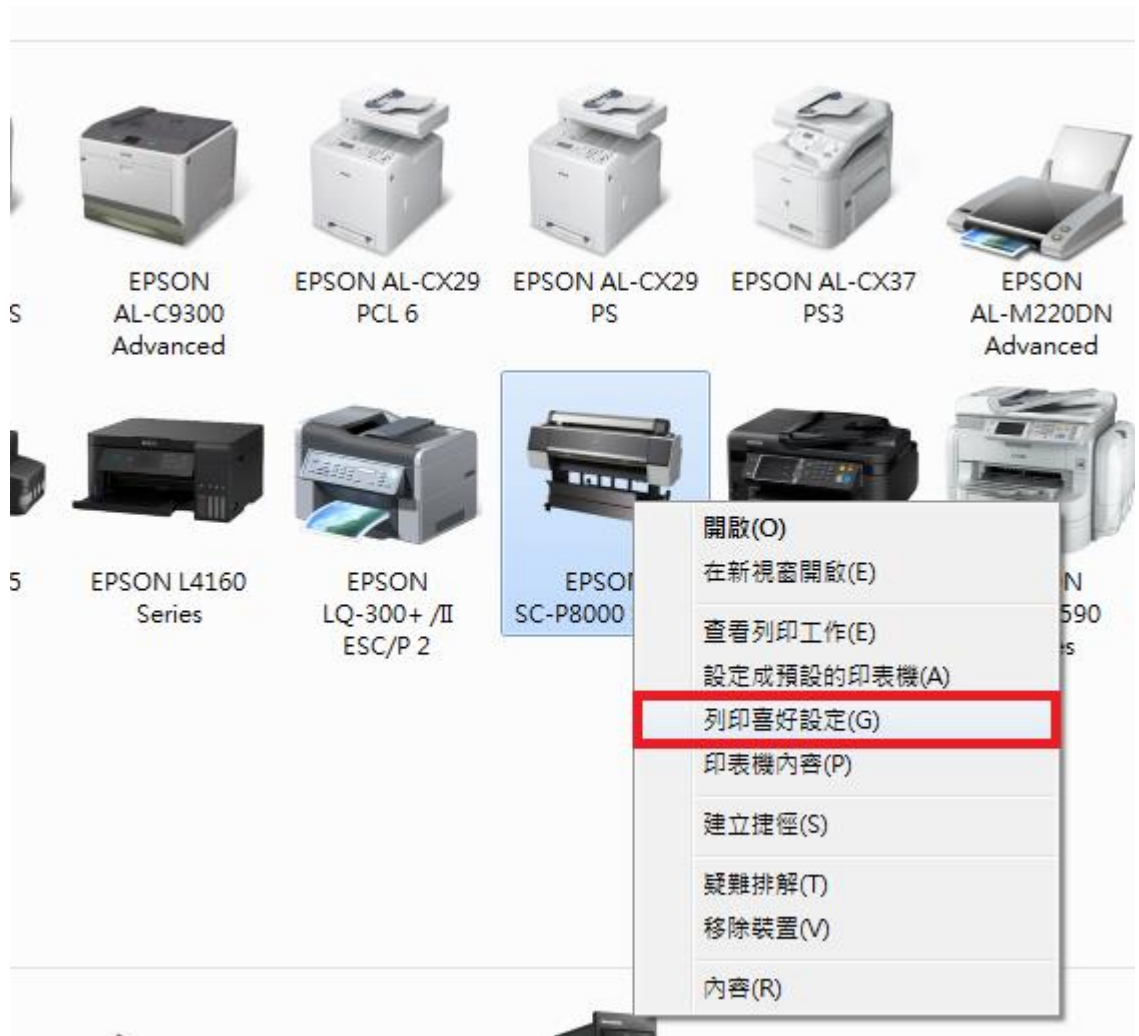 S
EPSON
AL-C9300
Advanced
EPSON AL-CX29
PCL 6
EPSON AL-CX29
PS
EPSON AL-CX37
PS3
EPSON
AL-M220DN
Advanced
5
EPSON L4160
Series
EPSON
LQ-300+ /II
ESC/P 2
EPSON
SC-P8000
N
590
es
開啟(O)
在新視窗開啟(E)
查看列印工作(E)
設定成預設的印表機(A)
列印喜好設定(G)
印表機內容(P)
建立捷徑(S)
疑難排解(T)
移除裝置(V)
內容(R)